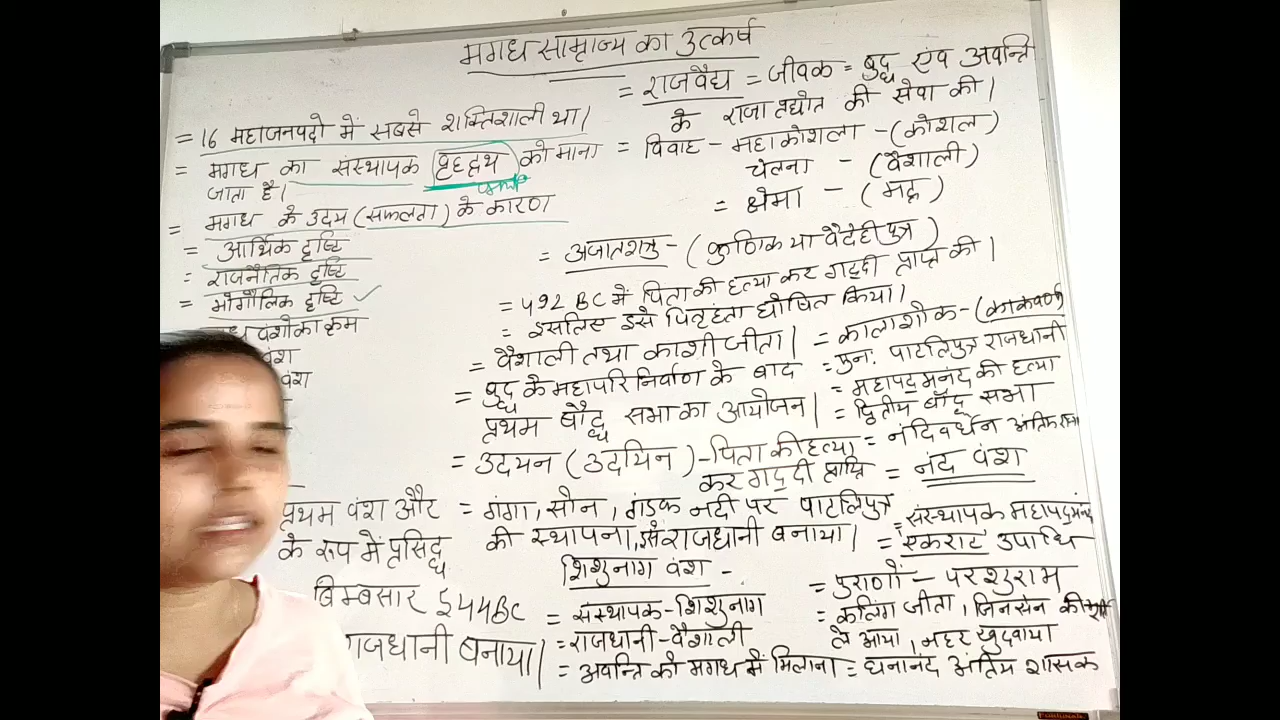 मगध साम्राज्य का उत्कर्ष
= 16 महाजनपदो में सबसे शक्तिशाली था।
= मगध का संस्थापक वृहद्रथ को माना
जाता है।
= मगध के उदय (सफलता) के कारण
= आर्थिक दृष्टि
= राजनैतिक दृष्टि
= भौगौलिक दृष्टि ✓
वंशो का क्रम
वंश
वंश
प्रथम वंश और
के रूप में प्रसिद्ध
बिम्बसार 544BC
राजधानी बनाया।
= राजवैद्य = जीवक = बुद्ध एंव अवन्ति
के राजा प्रद्योत की सेवा की।
= विवाह - महाकोशला - (कोशल)
चेलना - (वैशाली)
= क्षेमा - (मद्र)
= अजातशत्रु - (कुणिक या वैदेही पुत्र)
= 492 BC में पिता की हत्या कर गद्दी प्राप्त की।
= इसलिए इसे पितृहंता घोषित किया।
= वैशाली तथा काशी जीता।
= बुद्ध के महापरिनिर्वाण के बाद
प्रथम बौद्ध सभा का आयोजन।
= उदयन (उदयिन) - पिता की हत्या
कर गद्दी प्राप्ति
= गंगा, सोन, गंडक नदी पर पाटलिपुत्र
की स्थापना, इसे राजधानी बनाया।
शिशुनाग वंश -
= संस्थापक - शिशुनाग
= राजधानी - वैशाली
= अवन्ति को मगध में मिलाना
= कालाशोक - (काकवर्ण)
= पुनः पाटलिपुत्र राजधानी
= महापद्मनंद की हत्या
= द्वितीय बौद्ध सभा
= नंदिवर्धन अंतिम राजा
= नंद वंश
= संस्थापक महापद्मनंद
= एकराट उपाधि
= पुराणों - परशुराम
= कलिंग जीता, जिनसेन की मूर्ति
ले आया, नहर खुदवाया
= घनानंद अंतिम शासक